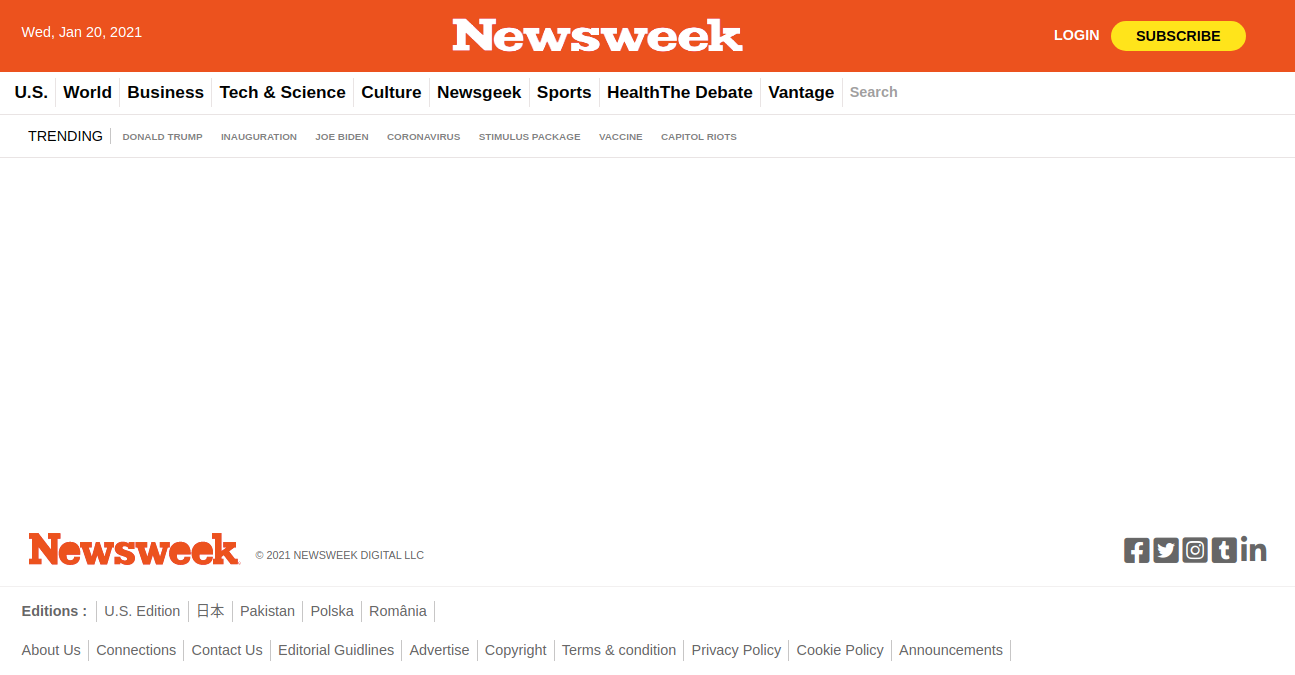 Wed, Jan 20, 2021 Newsweek LOGIN SUBSCRIBE
U.S. World Business Tech & Science Culture Newsgeek Sports HealthThe Debate Vantage Search
TRENDING DONALD TRUMP INAUGURATION JOE BIDEN CORONAVIRUS STIMULUS PACKAGE VACCINE CAPITOL RIOTS
Newsweek © 2021 NEWSWEEK DIGITAL LLC
Editions : U.S. Edition 日本 Pakistan Polska România
About Us Connections Contact Us Editorial Guidlines Advertise Copyright Terms & condition Privacy Policy Cookie Policy Announcements